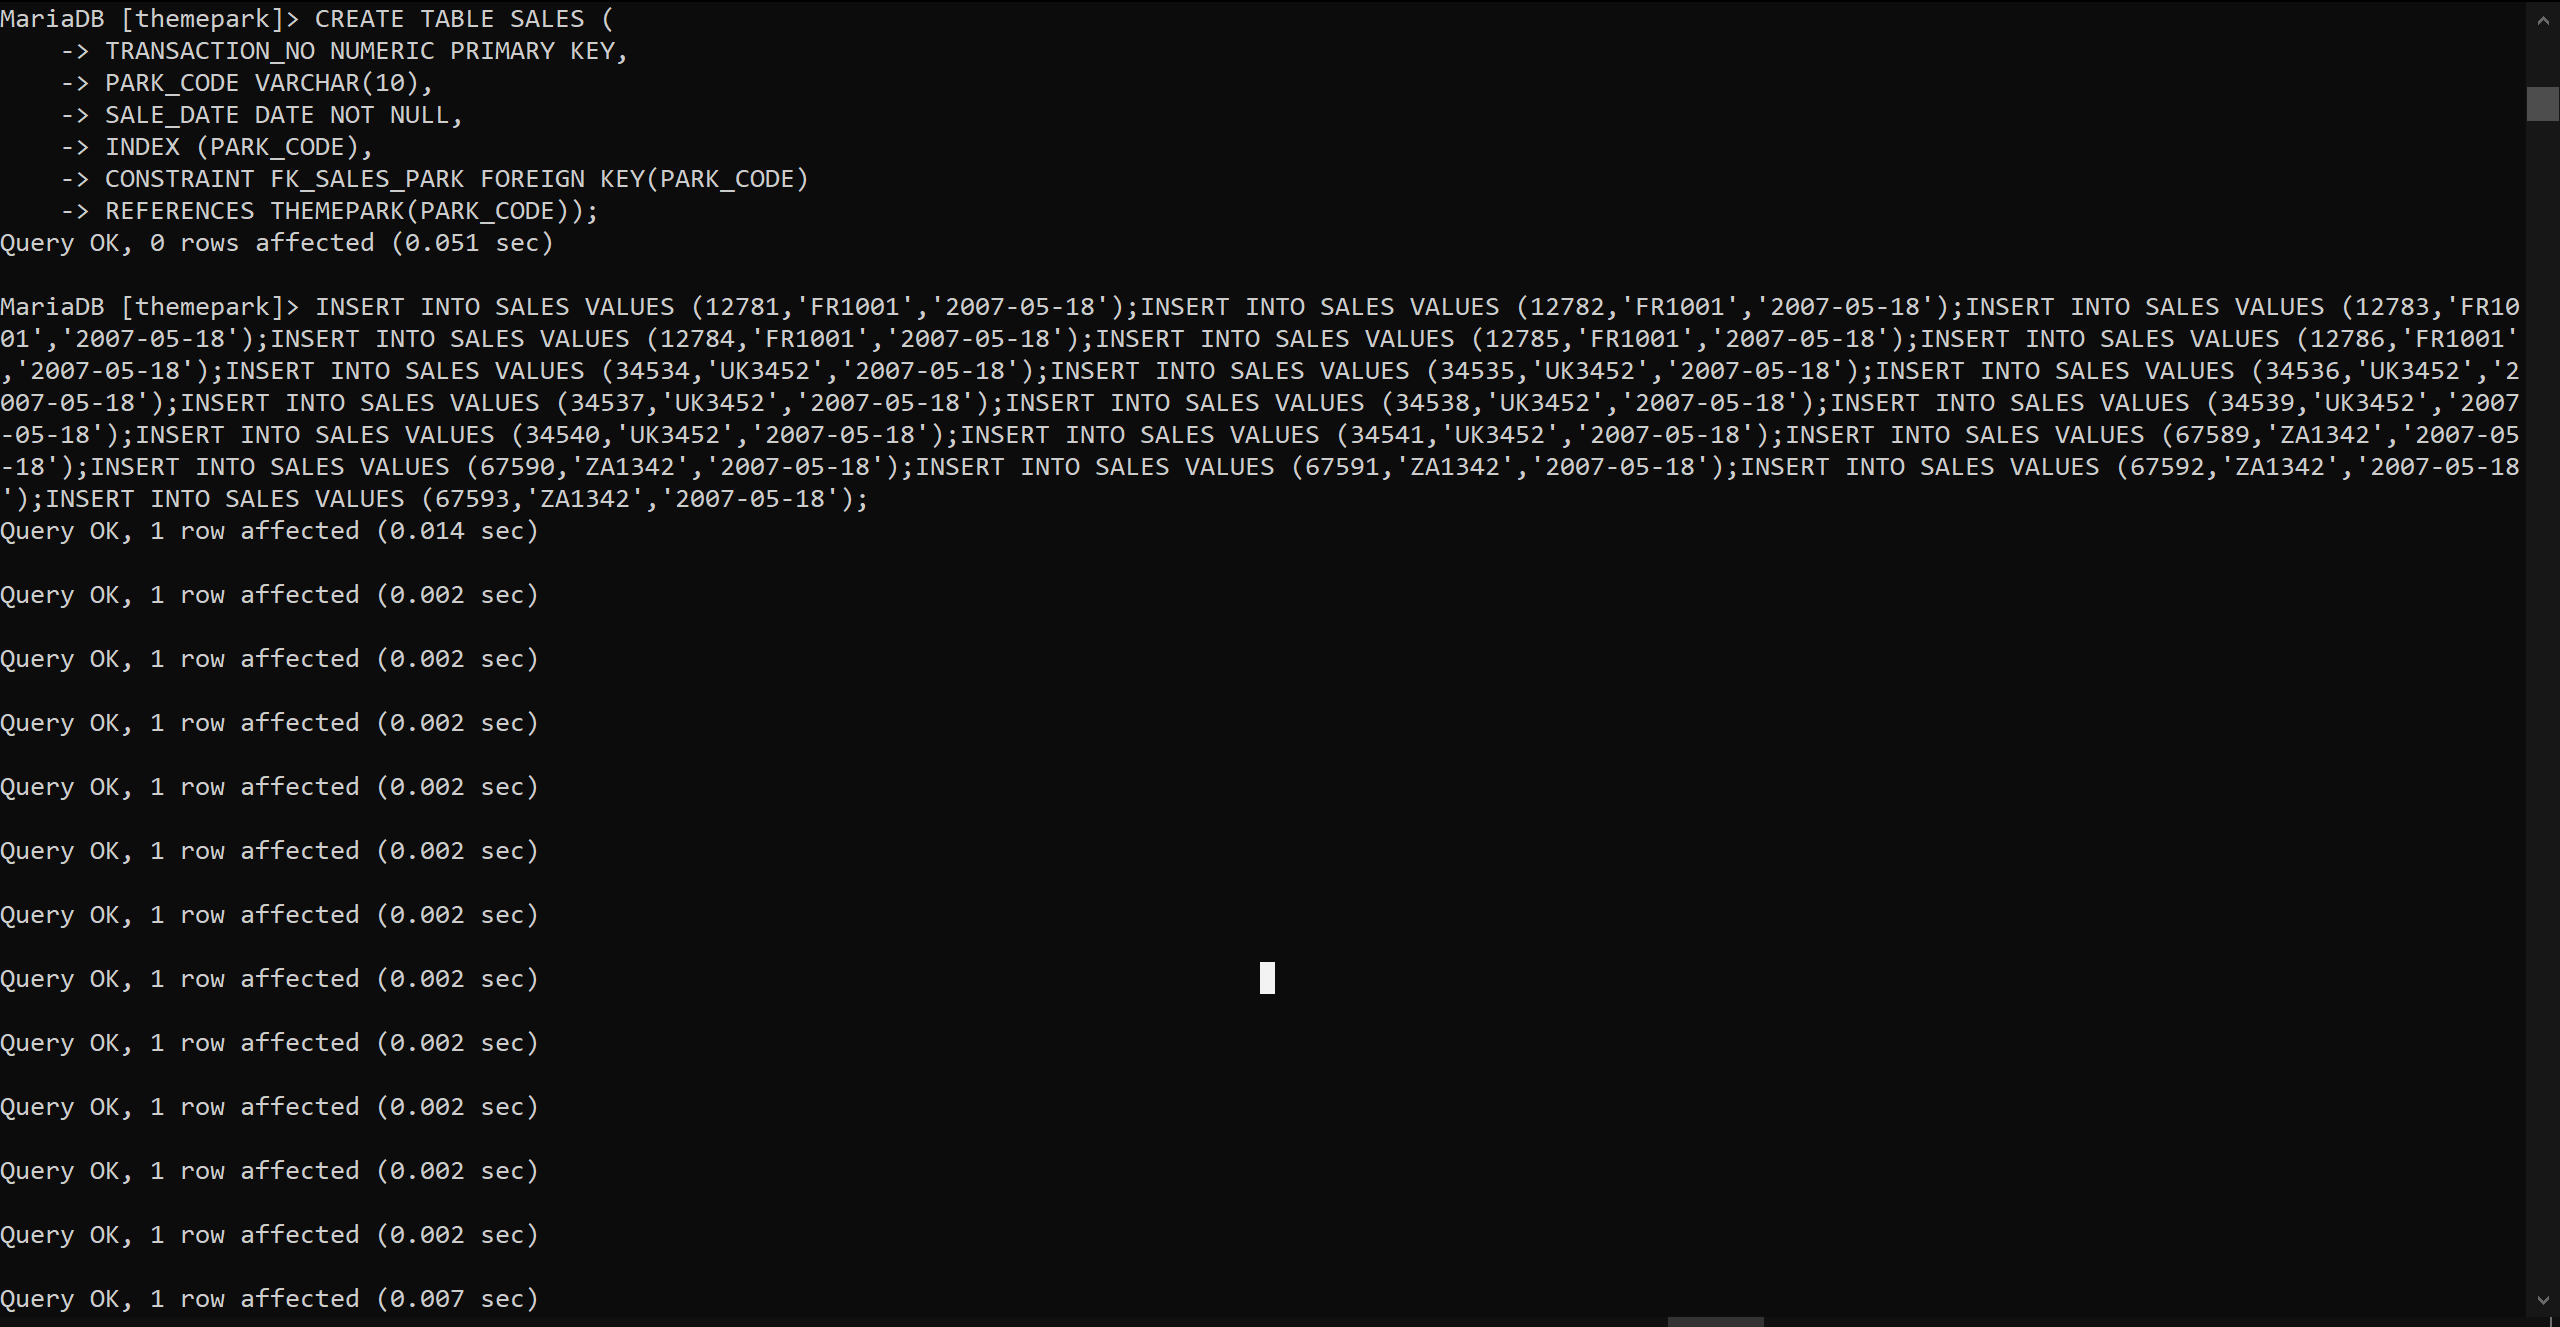 MariaDB [themepark]> CREATE TABLE SALES (
    -> TRANSACTION_NO NUMERIC PRIMARY KEY,
    -> PARK_CODE VARCHAR(10),
    -> SALE_DATE DATE NOT NULL,
    -> INDEX (PARK_CODE),
    -> CONSTRAINT FK_SALES_PARK FOREIGN KEY(PARK_CODE)
    -> REFERENCES THEMEPARK(PARK_CODE));
Query OK, 0 rows affected (0.051 sec)

MariaDB [themepark]> INSERT INTO SALES VALUES (12781,'FR1001','2007-05-18');INSERT INTO SALES VALUES (12782,'FR1001','2007-05-18');INSERT INTO SALES VALUES (12783,'FR10
01','2007-05-18');INSERT INTO SALES VALUES (12784,'FR1001','2007-05-18');INSERT INTO SALES VALUES (12785,'FR1001','2007-05-18');INSERT INTO SALES VALUES (12786,'FR1001'
,'2007-05-18');INSERT INTO SALES VALUES (34534,'UK3452','2007-05-18');INSERT INTO SALES VALUES (34535,'UK3452','2007-05-18');INSERT INTO SALES VALUES (34536,'UK3452','2
007-05-18');INSERT INTO SALES VALUES (34537,'UK3452','2007-05-18');INSERT INTO SALES VALUES (34538,'UK3452','2007-05-18');INSERT INTO SALES VALUES (34539,'UK3452','2007
-05-18');INSERT INTO SALES VALUES (34540,'UK3452','2007-05-18');INSERT INTO SALES VALUES (34541,'UK3452','2007-05-18');INSERT INTO SALES VALUES (67589,'ZA1342','2007-05
-18');INSERT INTO SALES VALUES (67590,'ZA1342','2007-05-18');INSERT INTO SALES VALUES (67591,'ZA1342','2007-05-18');INSERT INTO SALES VALUES (67592,'ZA1342','2007-05-18
');INSERT INTO SALES VALUES (67593,'ZA1342','2007-05-18');
Query OK, 1 row affected (0.014 sec)

Query OK, 1 row affected (0.002 sec)

Query OK, 1 row affected (0.002 sec)

Query OK, 1 row affected (0.002 sec)

Query OK, 1 row affected (0.002 sec)

Query OK, 1 row affected (0.002 sec)

Query OK, 1 row affected (0.002 sec)

Query OK, 1 row affected (0.002 sec)

Query OK, 1 row affected (0.002 sec)

Query OK, 1 row affected (0.002 sec)

Query OK, 1 row affected (0.002 sec)

Query OK, 1 row affected (0.002 sec)

Query OK, 1 row affected (0.007 sec)